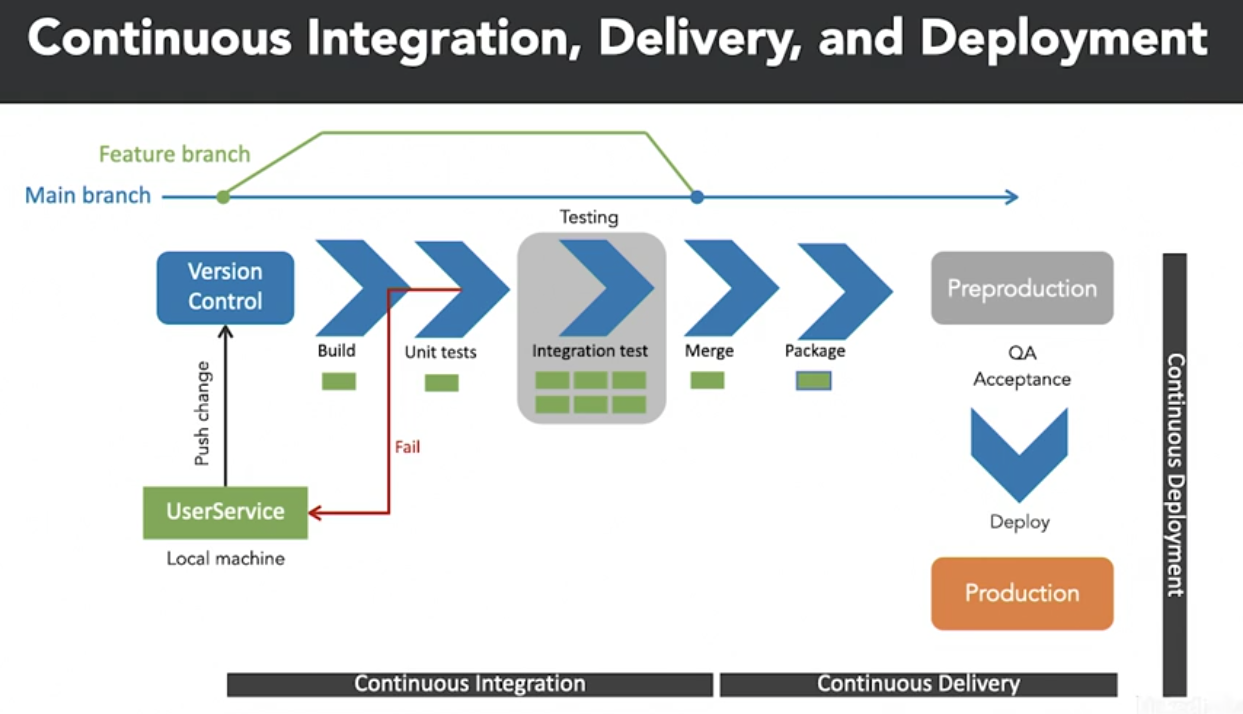 Continuous Integration, Delivery, and Deployment
Feature branch
Main branch
Testing
Version
Control
Build
Unit tests
Integration test
Merge
Package
Preproduction
QA
Acceptance
Push change
Fail
UserService
Local machine
Deploy
Production
Continuous Deployment
Continuous Integration
Continuous Delivery